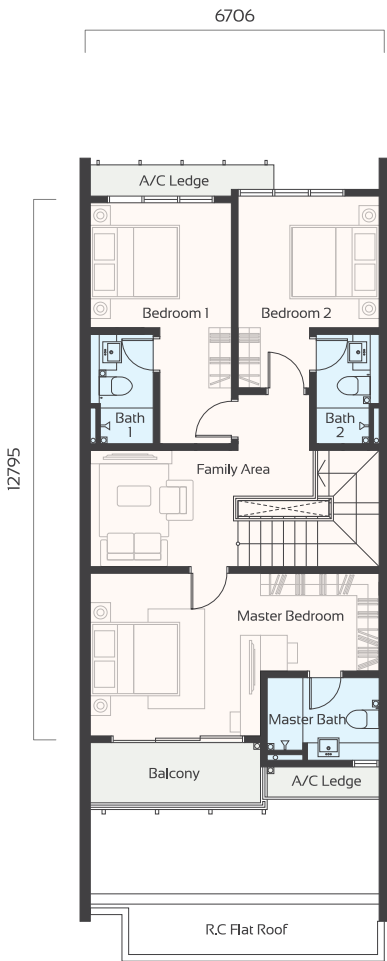 6706
A/C Ledge
Bedroom 1
Bedroom 2
Bath
1
Bath
2
Family Area
12795
Master Bedroom
Master Bath
Balcony
A/C Ledge
R.C Flat Roof